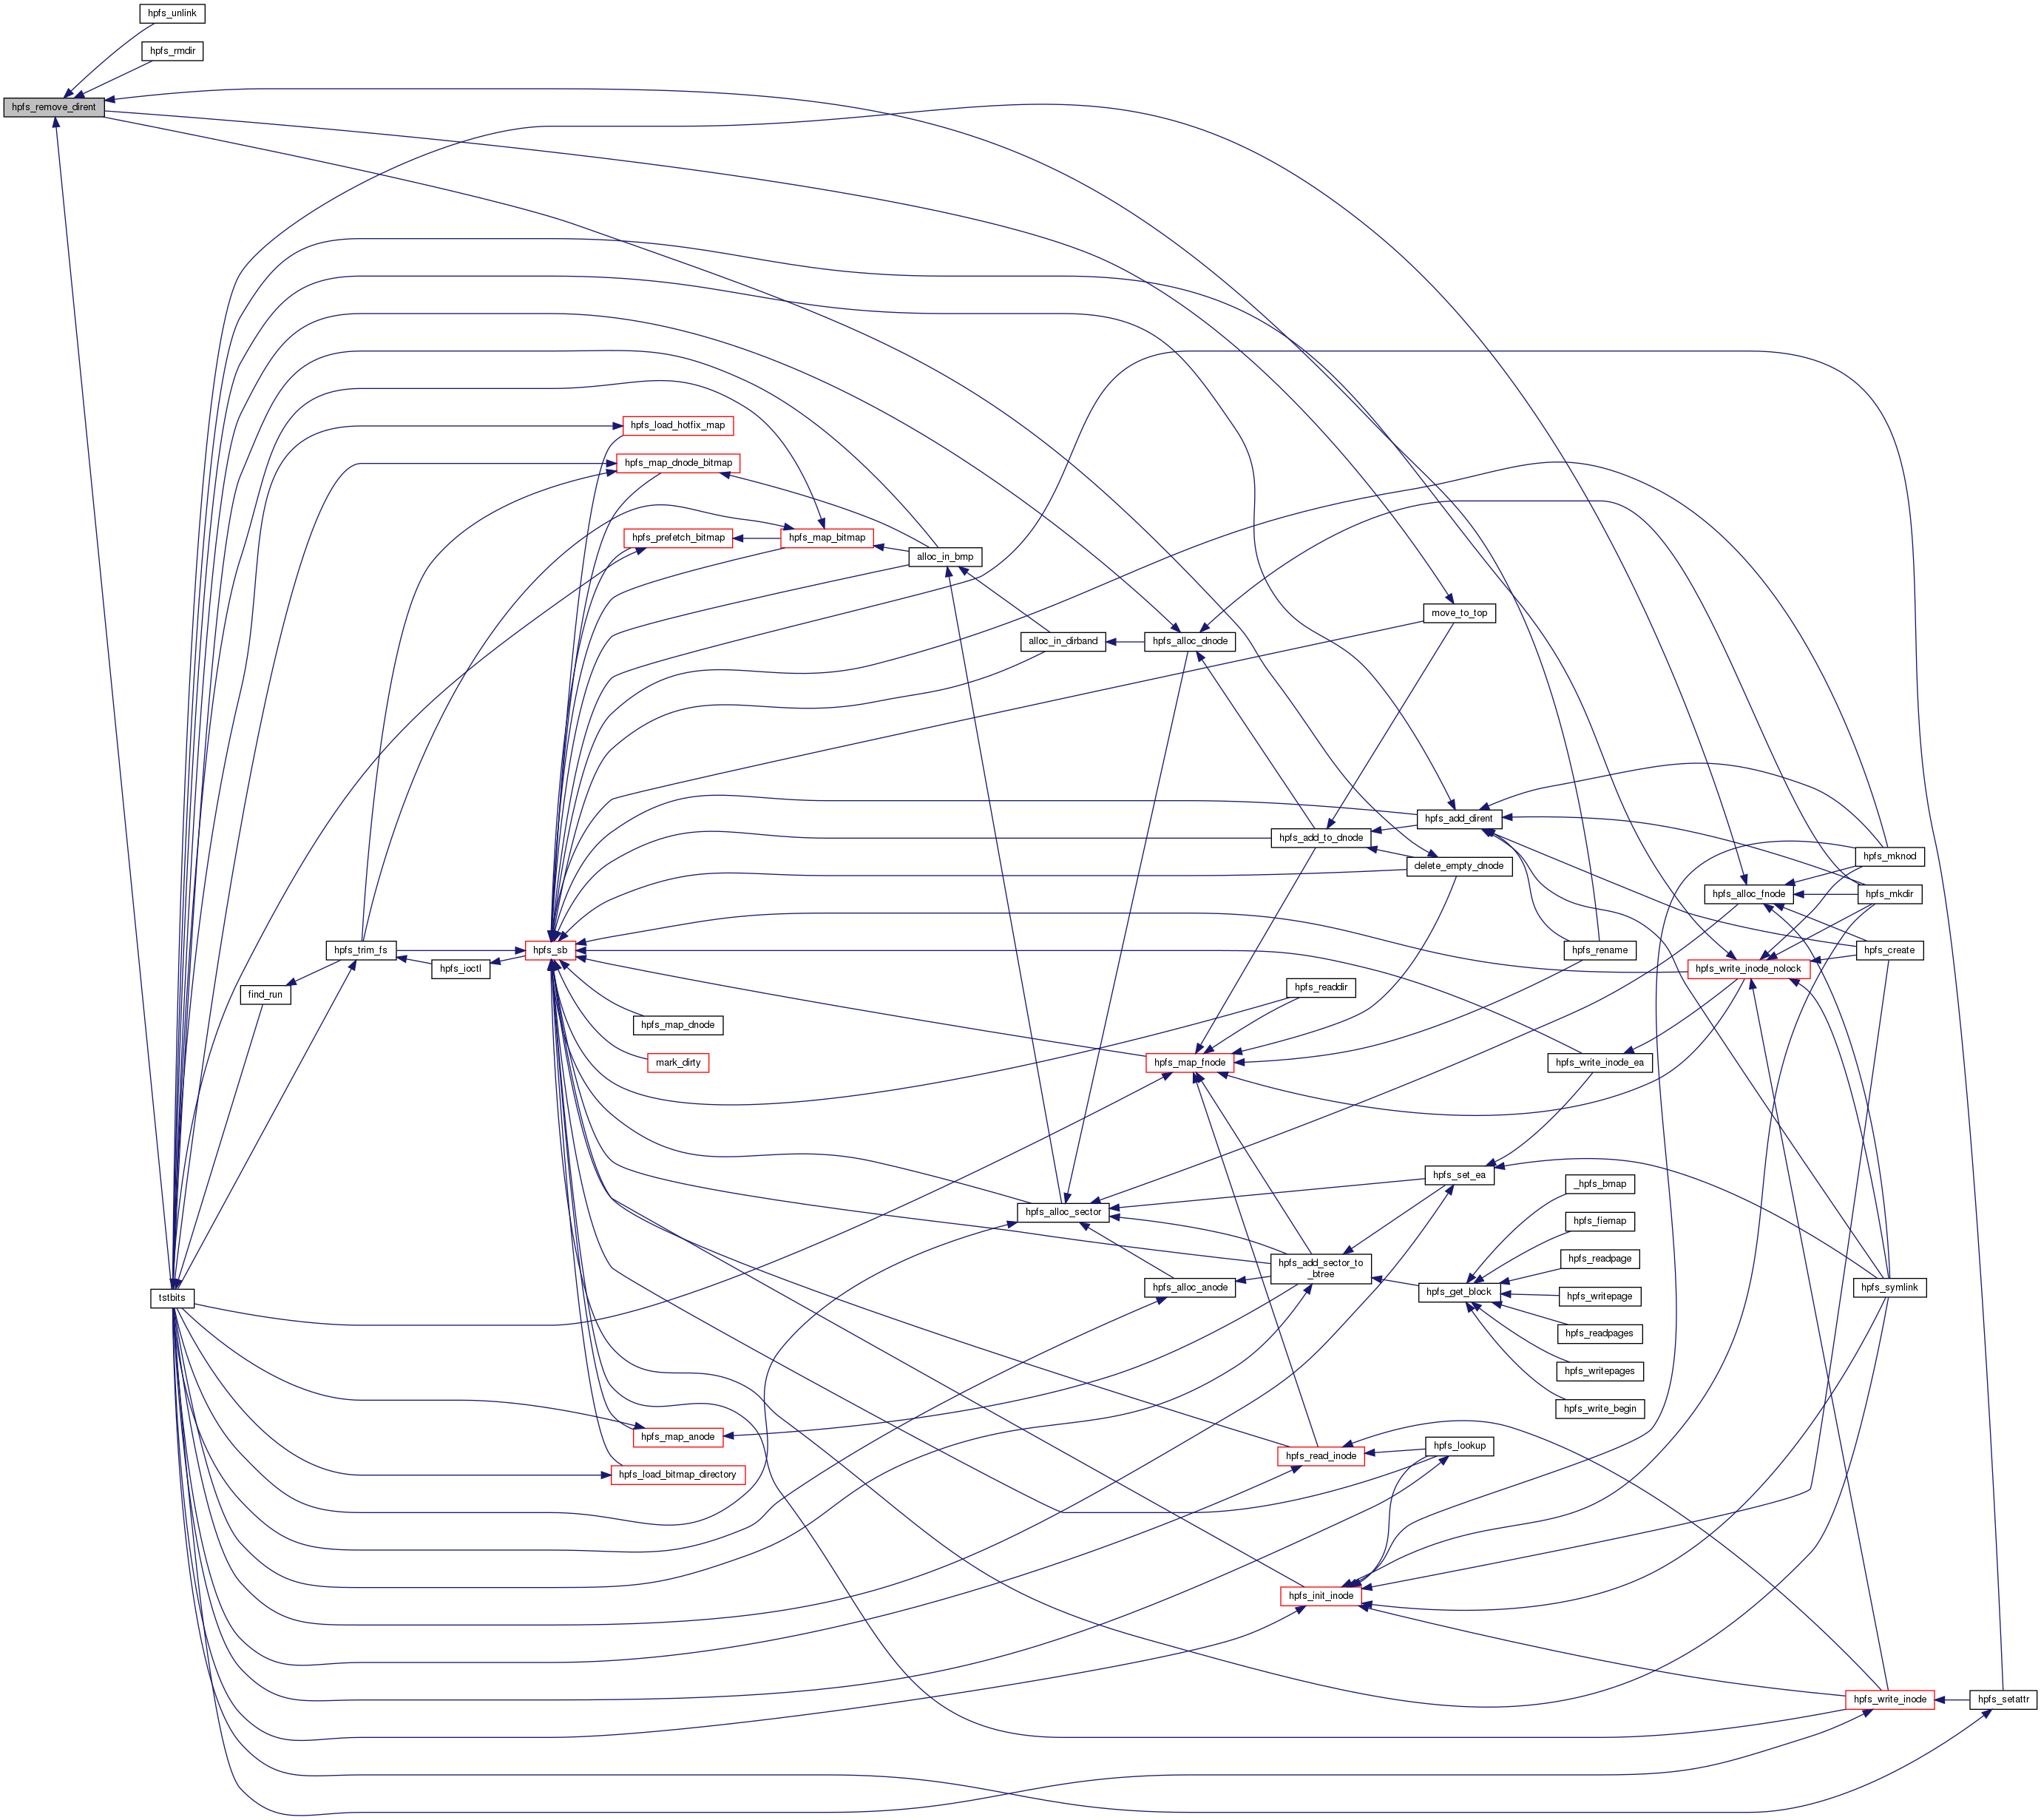 hpfs_unlink
hpfs_rmdir
hpfs_remove_dirent
hpfs_load_hotfix_map
hpfs_map_dnode_bitmap
hpfs_prefetch_bitmap
hpfs_map_bitmap
alloc_in_bmp
move_to_top
alloc_in_dirband
hpfs_alloc_dnode
hpfs_add_dirent
hpfs_add_to_dnode
hpfs_mknod
delete_empty_dnode
hpfs_alloc_fnode
hpfs_mkdir
hpfs_trim_fs
hpfs_sb
hpfs_rename
hpfs_create
hpfs_ioctl
hpfs_write_inode_nolock
find_run
hpfs_readdir
hpfs_map_dnode
mark_dirty
hpfs_map_fnode
hpfs_write_inode_ea
hpfs_set_ea
_hpfs_bmap
hpfs_alloc_sector
hpfs_fiemap
hpfs_add_sector_to
_btree
hpfs_readpage
hpfs_alloc_anode
hpfs_get_block
hpfs_symlink
tstbits
hpfs_writepage
hpfs_readpages
hpfs_writepages
hpfs_write_begin
hpfs_map_anode
hpfs_lookup
hpfs_read_inode
hpfs_load_bitmap_directory
hpfs_init_inode
hpfs_write_inode
hpfs_setattr